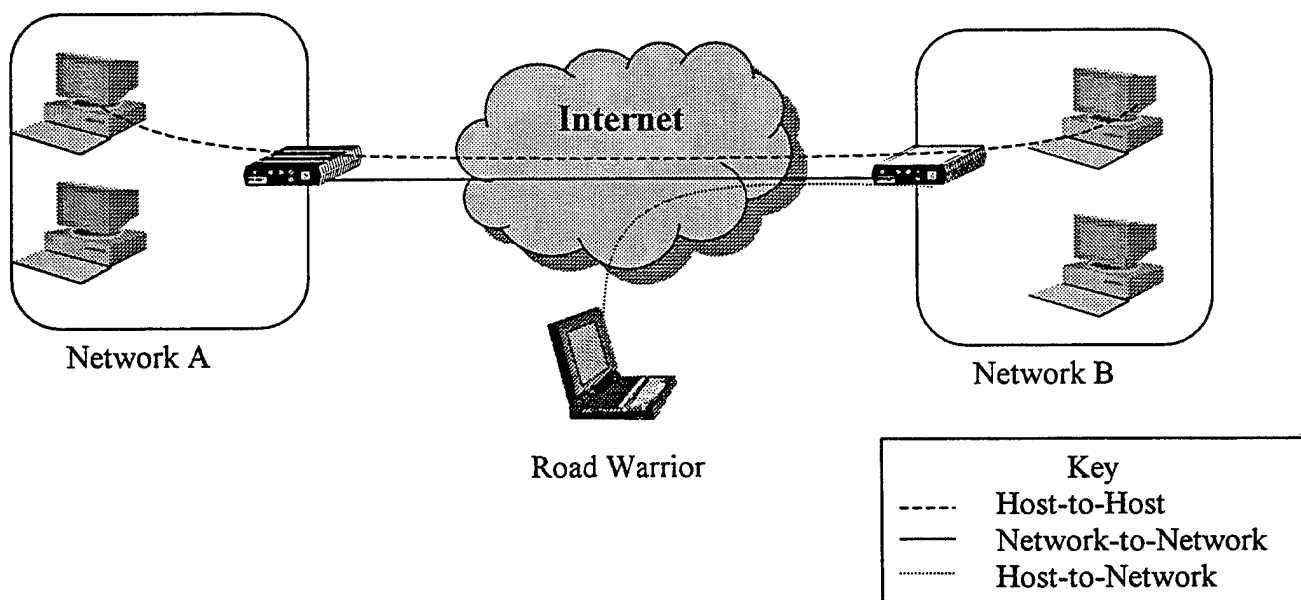 Internet
Network A
Network B
Road Warrior
Key
Host-to-Host
Network-to-Network
Host-to-Network